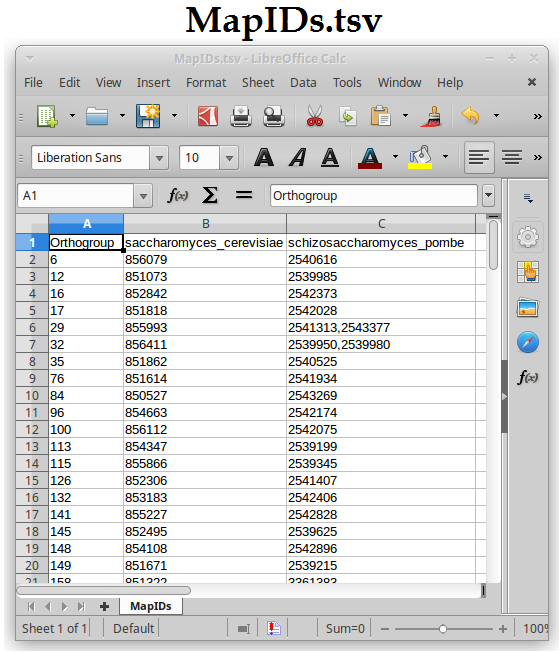 MapIDs.tsv
MapIDs.tsv - LibreOffice Calc
File Edit View Insert Format Sheet Data Tools Window Help
Liberation Sans 10 A A A A
A1 f(x) Σ = Orthogroup
A B C
1 Orthogroup saccharomyces_cerevisiae schizosaccharomyces_pombe
2 6 856079 2540616
3 12 851073 2539985
4 16 852842 2542373
5 17 851818 2542028
6 29 855993 2541313,2543377
7 32 856411 2539950,2539980
8 35 851862 2540525
9 76 851614 2541934
10 84 850527 2543269
11 96 854663 2542174
12 100 856112 2542075
13 113 854347 2539199
14 115 855866 2539345
15 126 852306 2541407
16 132 853183 2542406
17 141 855227 2542828
18 145 852495 2539625
19 148 854108 2542896
20 149 851671 2539215
21 158 851322 3361383
MapIDs
Sheet 1 of 1 Default Sum=0 − + 100%